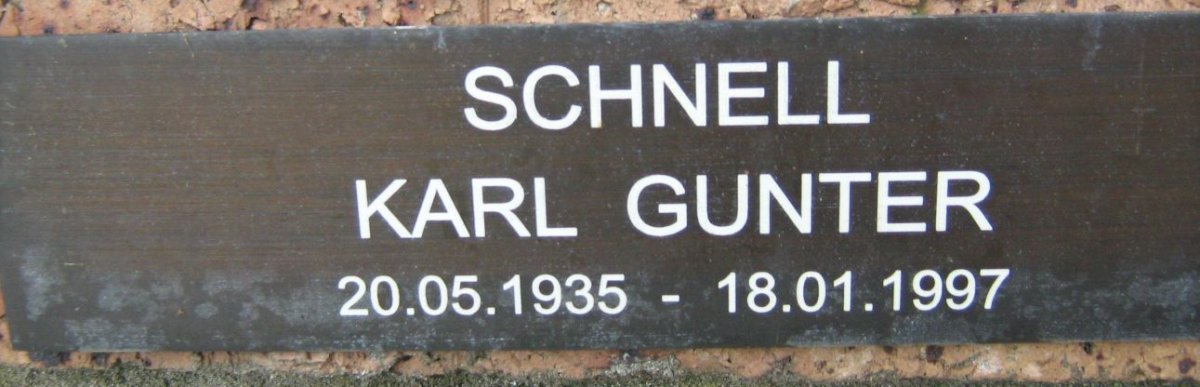 SCHNELL
KARL GUNTER
20.05.1935 - 18.01.1997